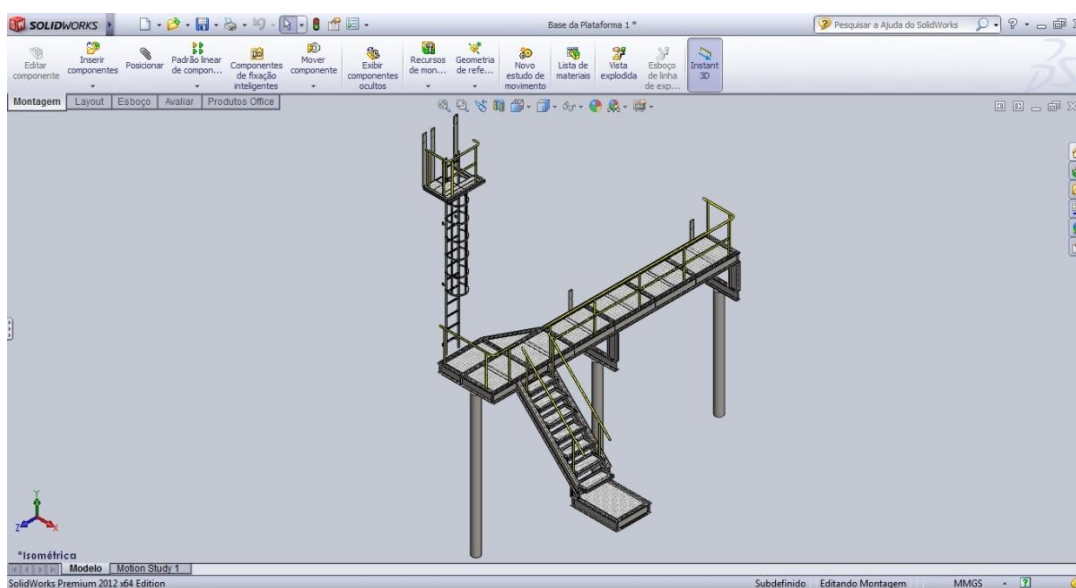 SOLIDWORKS
Base da Plataforma 1 *
Pesquisar a Ajuda do SolidWorks
Editar componente
Inserir componentes
Posicionar
Padrão linear de compon...
Componentes de fixação inteligentes
Mover componente
Exibir componentes ocultos
Recursos de mon...
Geometria de refe...
Novo estudo de movimento
Lista de materiais
Vista explodida
Esboço de linha de exp...
Instant 3D
Montagem
Layout
Esboço
Avaliar
Produtos Office
Y
Z
X
*Isométrica
Modelo
Motion Study 1
SolidWorks Premium 2012 x64 Edition
Subdefinido
Editando Montagem
MMGS